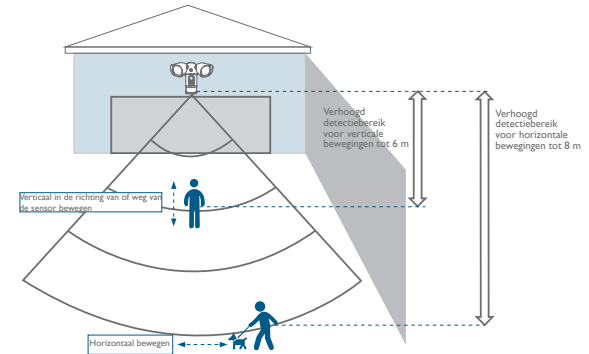 Verhoogd
detectiebereik
voor verticale
bewegingen tot 6 m
Verhoogd
detectiebereik
voor horizontale
bewegingen tot 8 m
Verticaal in de richting van of weg van
de sensor bewegen
Horizontaal bewegen